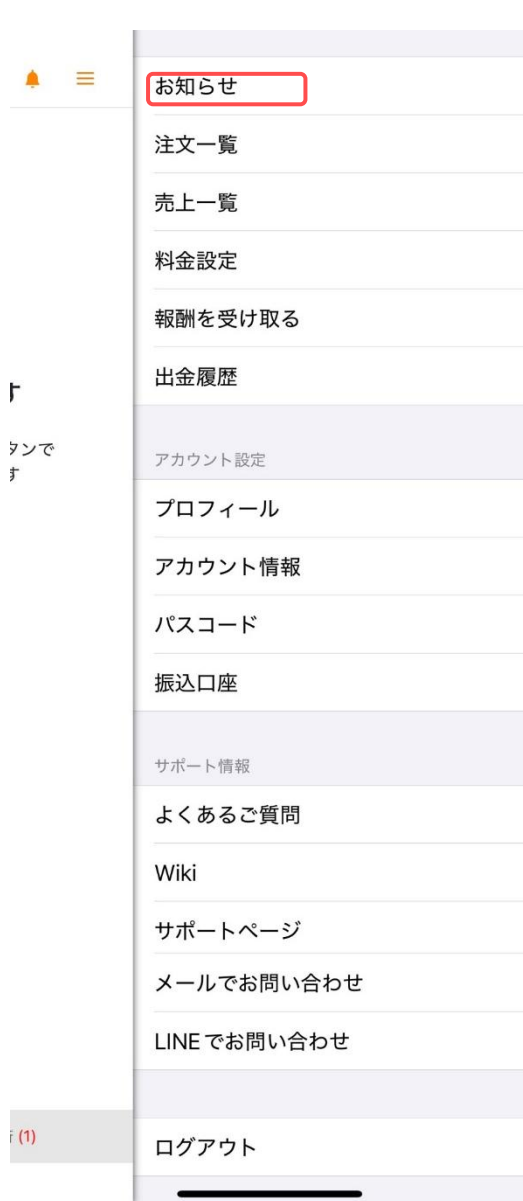 お知らせ
注文一覧
売上一覧
料金設定
報酬を受け取る
出金履歴
す
タンで
す
アカウント設定
プロフィール
アカウント情報
パスコード
振込口座
サポート情報
よくあるご質問
Wiki
サポートページ
メールでお問い合わせ
LINEでお問い合わせ
(1)
ログアウト